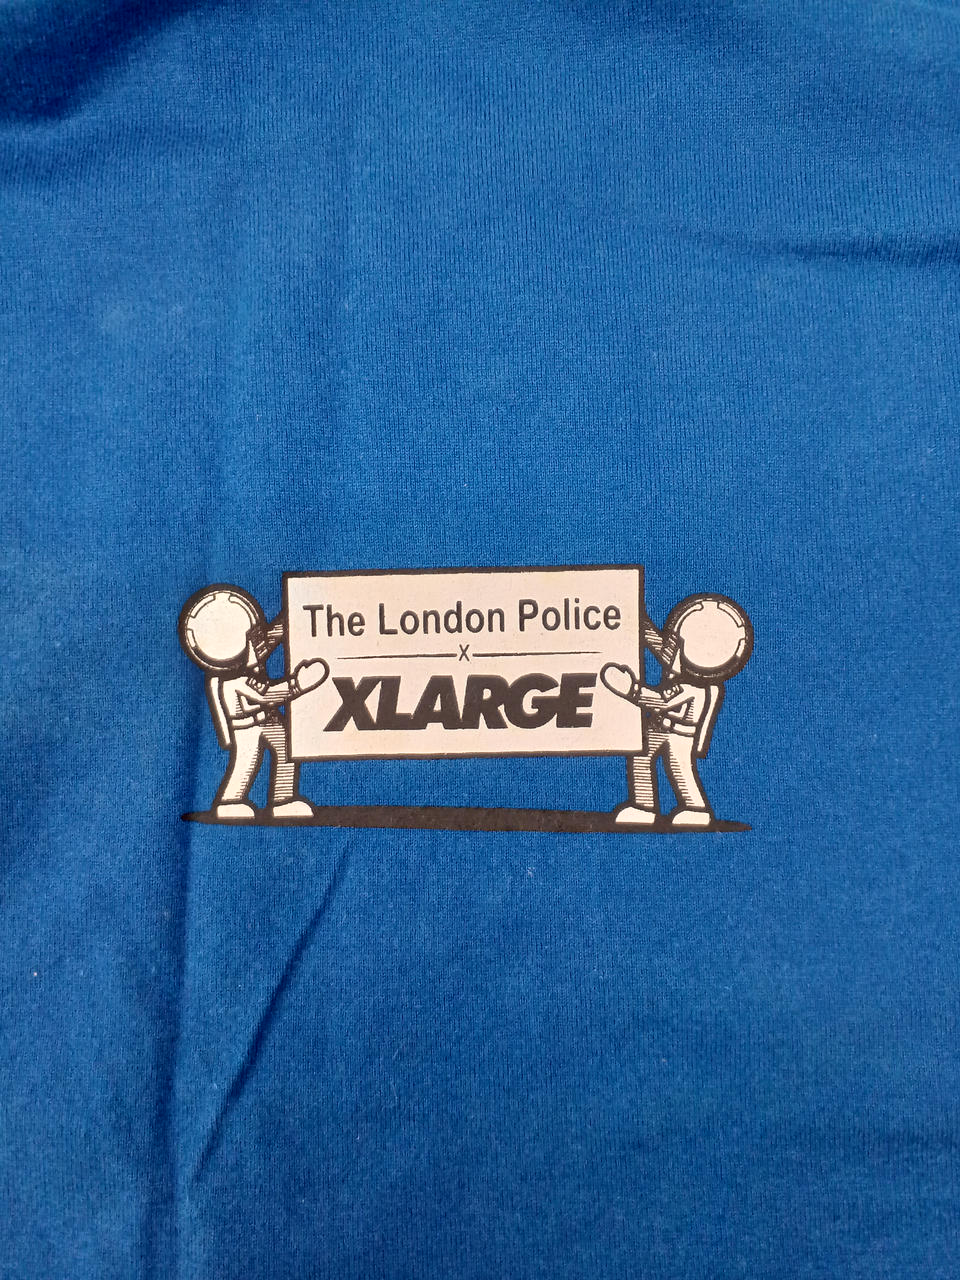 The London Police
X
XLARGE